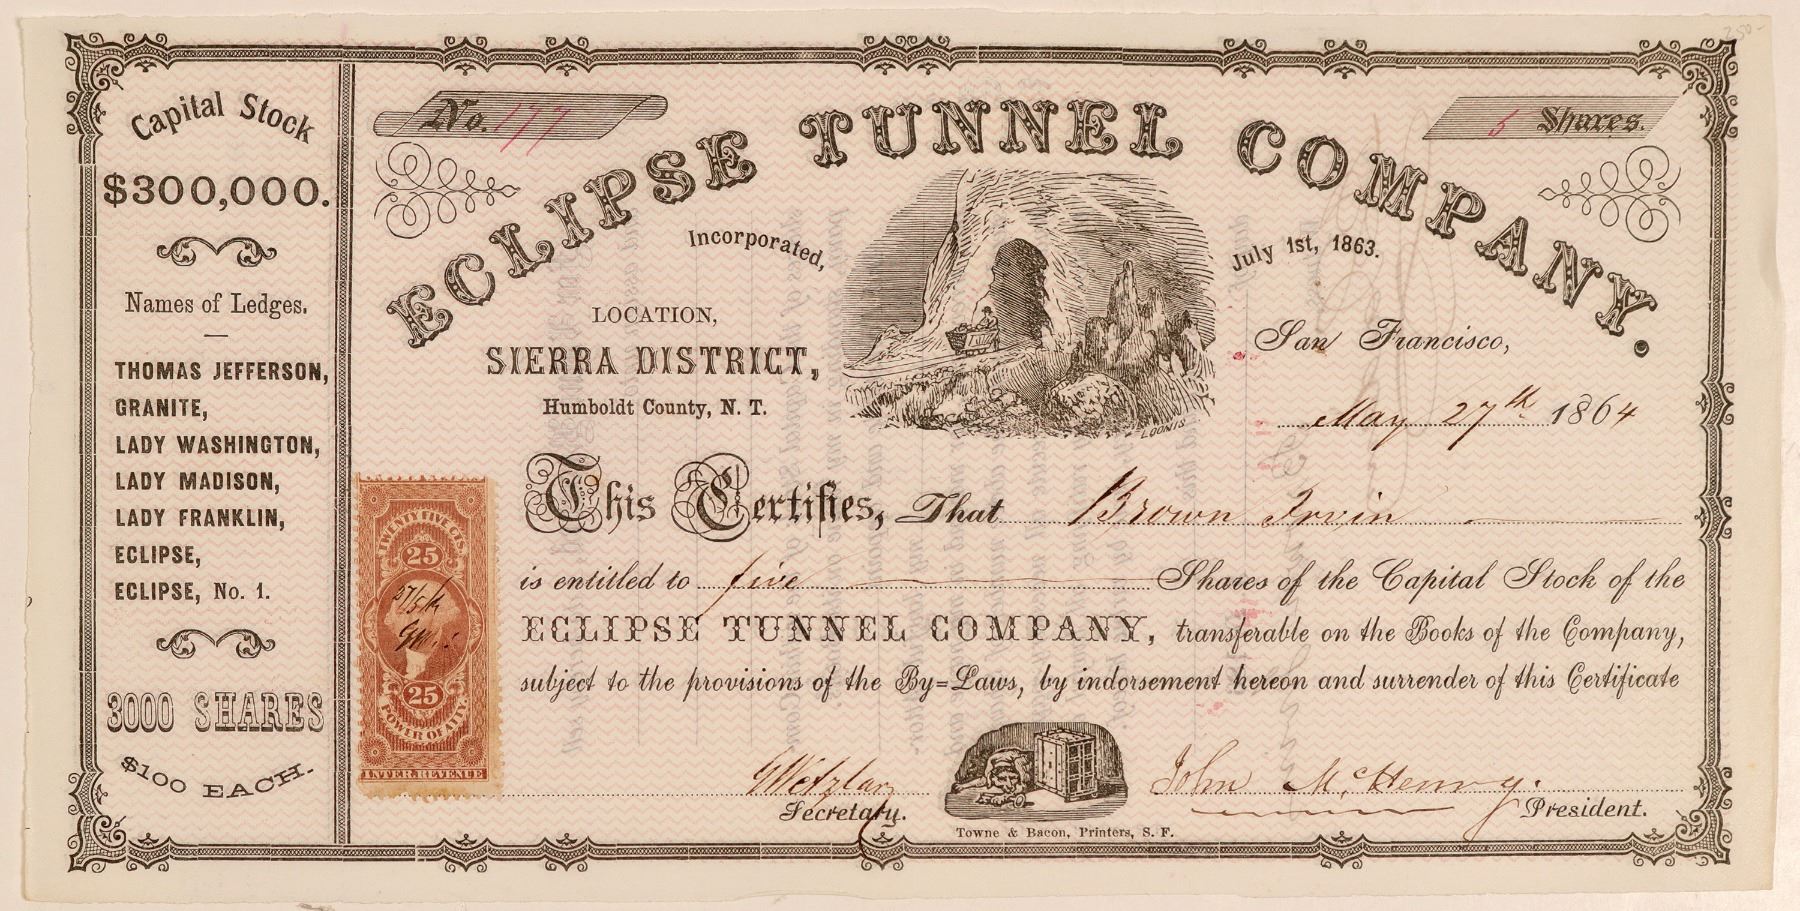 Capital Stock
$300,000.
Names of Ledges.
THOMAS JEFFERSON,
GRANITE,
LADY WASHINGTON,
LADY MADISON,
LADY FRANKLIN,
ECLIPSE,
ECLIPSE, No. 1.
3000 SHARES
$100 EACH.
No. 177
5 Shares.
ECLIPSE TUNNEL COMPANY.
Incorporated, July 1st, 1863.
LOCATION,
SIERRA DISTRICT,
Humboldt County, N. T.
LOOMIS
San Francisco,
May 27th 1864
This Certifies, That Brown Irvin
is entitled to five Shares of the Capital Stock of the
ECLIPSE TUNNEL COMPANY, transferable on the Books of the Company,
subject to the provisions of the By=Laws, by indorsement hereon and surrender of this Certificate
TWENTY FIVE CTS.
25
25
POWER OF AT'Y.
INTER. REVENUE
GWetzlar
Secretary.
John McHenry.
President.
Towne & Bacon, Printers, S. F.
250-